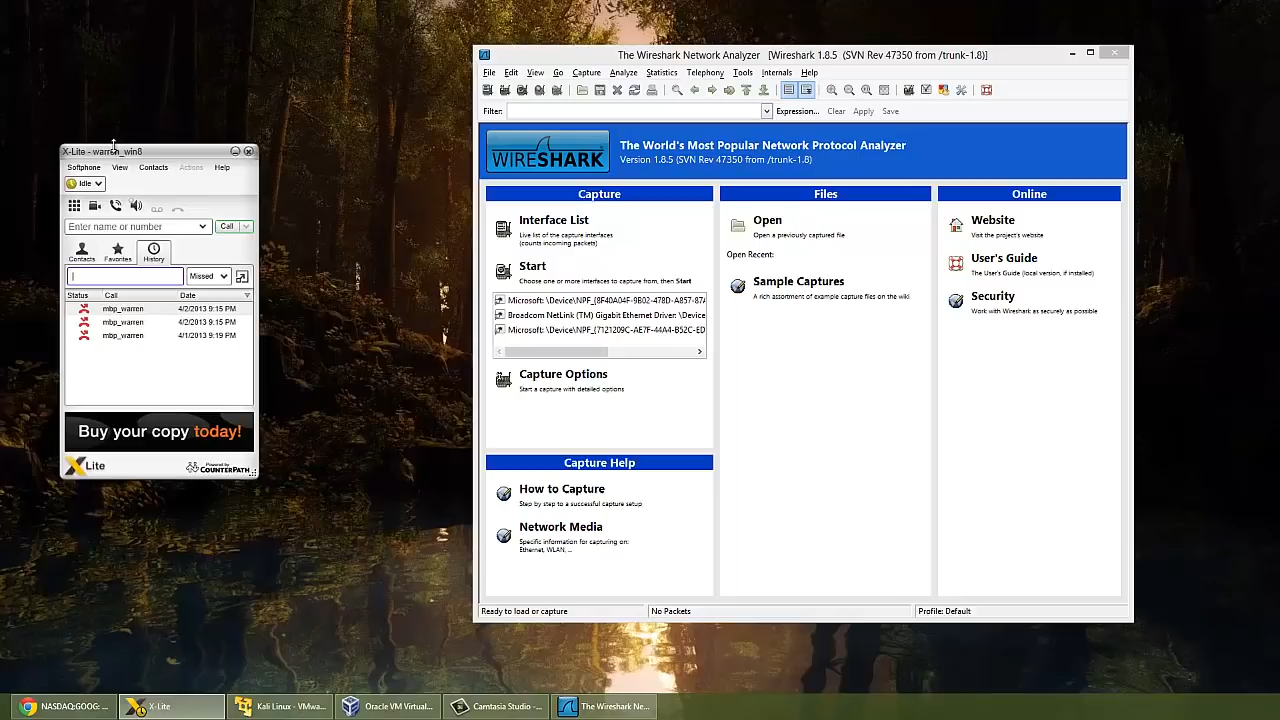 X-Lite - warren_win8
Softphone View Contacts Actions Help
Idle
Enter name or number
Call
Contacts Favorites History
Missed
Status Call Date
mbp_warren 4/2/2013 9:15 PM
mbp_warren 4/2/2013 9:15 PM
mbp_warren 4/1/2013 9:19 PM
Buy your copy today!
X Lite
Powered by
COUNTERPATH
The Wireshark Network Analyzer [Wireshark 1.8.5 (SVN Rev 47350 from /trunk-1.8)]
File Edit View Go Capture Analyze Statistics Telephony Tools Internals Help
Filter:
Expression... Clear Apply Save
WIRESHARK
The World's Most Popular Network Protocol Analyzer
Version 1.8.5 (SVN Rev 47350 from /trunk-1.8)
Capture
Interface List
Live list of the capture interfaces
(counts incoming packets)
Start
Choose one or more interfaces to capture from, then Start
Microsoft: \Device\NPF_{8F40A04F-9B02-478D-A857-87A
Broadcom NetLink (TM) Gigabit Ethernet Driver: \Device
Microsoft: \Device\NPF_{7121209C-AE7F-44A4-B52C-ED
Capture Options
Start a capture with detailed options
Capture Help
How to Capture
Step by step to a successful capture setup
Network Media
Specific information for capturing on:
Ethernet, WLAN, ...
Files
Open
Open a previously captured file
Open Recent:
Sample Captures
A rich assortment of example capture files on the wiki
Online
Website
Visit the project's website
User's Guide
The User's Guide (local version, if installed)
Security
Work with Wireshark as securely as possible
Ready to load or capture
No Packets
Profile: Default
NASDAQ:GOOG: ...
X-Lite
Kali Linux - VMwa...
Oracle VM Virtual...
Camtasia Studio -...
The Wireshark Ne...